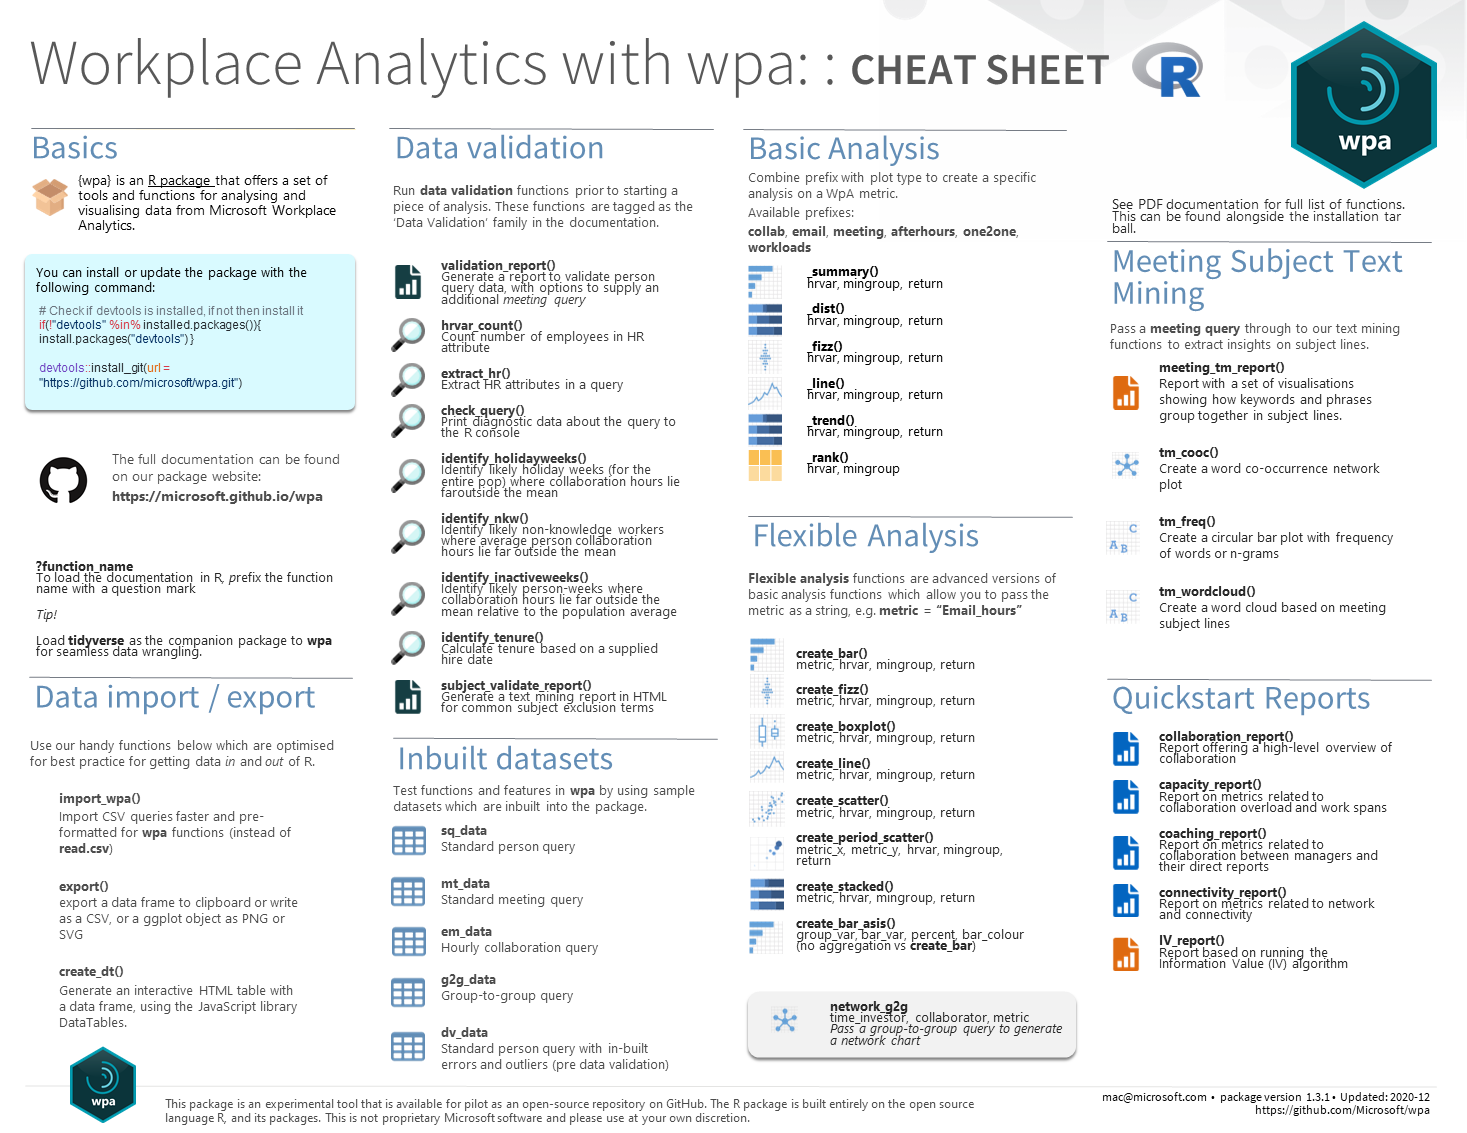 Workplace Analytics with wpa: : CHEAT SHEET
R
wpa
Basics
{wpa} is an R package that offers a set of
tools and functions for analysing and
visualising data from Microsoft Workplace
Analytics.
You can install or update the package with the
following command:
# Check if devtools is installed, if not then install it
if(!"devtools" %in% installed.packages()){
install.packages("devtools") }
devtools::install_git(url =
"https://github.com/microsoft/wpa.git")
The full documentation can be found
on our package website:
https://microsoft.github.io/wpa
?function_name
To load the documentation in R, prefix the function
name with a question mark
Tip!
Load tidyverse as the companion package to wpa
for seamless data wrangling.
Data import / export
Use our handy functions below which are optimised
for best practice for getting data in and out of R.
import_wpa()
Import CSV queries faster and pre-
formatted for wpa functions (instead of
read.csv)
export()
export a data frame to clipboard or write
as a CSV, or a ggplot object as PNG or
SVG
create_dt()
Generate an interactive HTML table with
a data frame, using the JavaScript library
DataTables.
Data validation
Run data validation functions prior to starting a
piece of analysis. These functions are tagged as the
'Data Validation' family in the documentation.
validation_report()
Generate a report to validate person
query data, with options to supply an
additional meeting query
hrvar_count()
Count number of employees in HR
attribute
extract_hr()
Extract HR attributes in a query
check_query()
Print diagnostic data about the query to
the R console
identify_holidayweeks()
Identify likely holiday weeks (for the
entire pop) where collaboration hours lie
far outside the mean
identify_nkw()
Identify likely non-knowledge workers
where average person collaboration
hours lie far outside the mean
identify_inactiveweeks()
Identify likely person-weeks where
collaboration hours lie far outside the
mean relative to the population average
identify_tenure()
Calculate tenure based on a supplied
hire date
subject_validate_report()
Generate a text mining report in HTML
for common subject exclusion terms
Inbuilt datasets
Test functions and features in wpa by using sample
datasets which are inbuilt into the package.
sq_data
Standard person query
mt_data
Standard meeting query
em_data
Hourly collaboration query
g2g_data
Group-to-group query
dv_data
Standard person query with in-built
errors and outliers (pre data validation)
Basic Analysis
Combine prefix with plot type to create a specific
analysis on a WpA metric.
Available prefixes:
collab, email, meeting, afterhours, one2one,
workloads
_summary()
hrvar, mingroup, return
_dist()
hrvar, mingroup, return
_fizz()
hrvar, mingroup, return
_line()
hrvar, mingroup, return
_trend()
hrvar, mingroup, return
_rank()
hrvar, mingroup
Flexible Analysis
Flexible analysis functions are advanced versions of
basic analysis functions which allow you to pass the
metric as a string, e.g. metric = “Email_hours”
create_bar()
metric, hrvar, mingroup, return
create_fizz()
metric, hrvar, mingroup, return
create_boxplot()
metric, hrvar, mingroup, return
create_line()
metric, hrvar, mingroup, return
create_scatter()
metric, hrvar, mingroup, return
create_period_scatter()
metric_x, metric_y, hrvar, mingroup,
return
create_stacked()
metric, hrvar, mingroup, return
create_bar_asis()
group_var, bar_var, percent, bar_colour
(no aggregation vs create_bar)
network_g2g
time_investor, collaborator, metric
Pass a group-to-group query to generate
a network chart
See PDF documentation for full list of functions.
This can be found alongside the installation tar
ball.
Meeting Subject Text
Mining
Pass a meeting query through to our text mining
functions to extract insights on subject lines.
meeting_tm_report()
Report with a set of visualisations
showing how keywords and phrases
group together in subject lines.
tm_cooc()
Create a word co-occurrence network
plot
C
A B
tm_freq()
Create a circular bar plot with frequency
of words or n-grams
C
A B
tm_wordcloud()
Create a word cloud based on meeting
subject lines
Quickstart Reports
collaboration_report()
Report offering a high-level overview of
collaboration
capacity_report()
Report on metrics related to
collaboration overload and work spans
coaching_report()
Report on metrics related to
collaboration between managers and
their direct reports
connectivity_report()
Report on metrics related to network
and connectivity
IV_report()
Report based on running the
Information Value (IV) algorithm
wpa
This package is an experimental tool that is available for pilot as an open-source repository on GitHub. The R package is built entirely on the open source
language R, and its packages. This is not proprietary Microsoft software and please use at your own discretion.
mac@microsoft.com • package version 1.3.1 • Updated: 2020-12
https://github.com/Microsoft/wpa